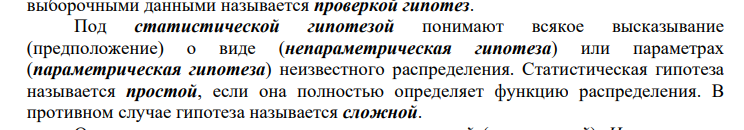 выборочными данными называется проверкой гипотез.
Под статистической гипотезой понимают всякое высказывание
(предположение) о виде (непараметрическая гипотеза) или параметрах
(параметрическая гипотеза) неизвестного распределения. Статистическая гипотеза
называется простой, если она полностью определяет функцию распределения. В
противном случае гипотеза называется сложной.